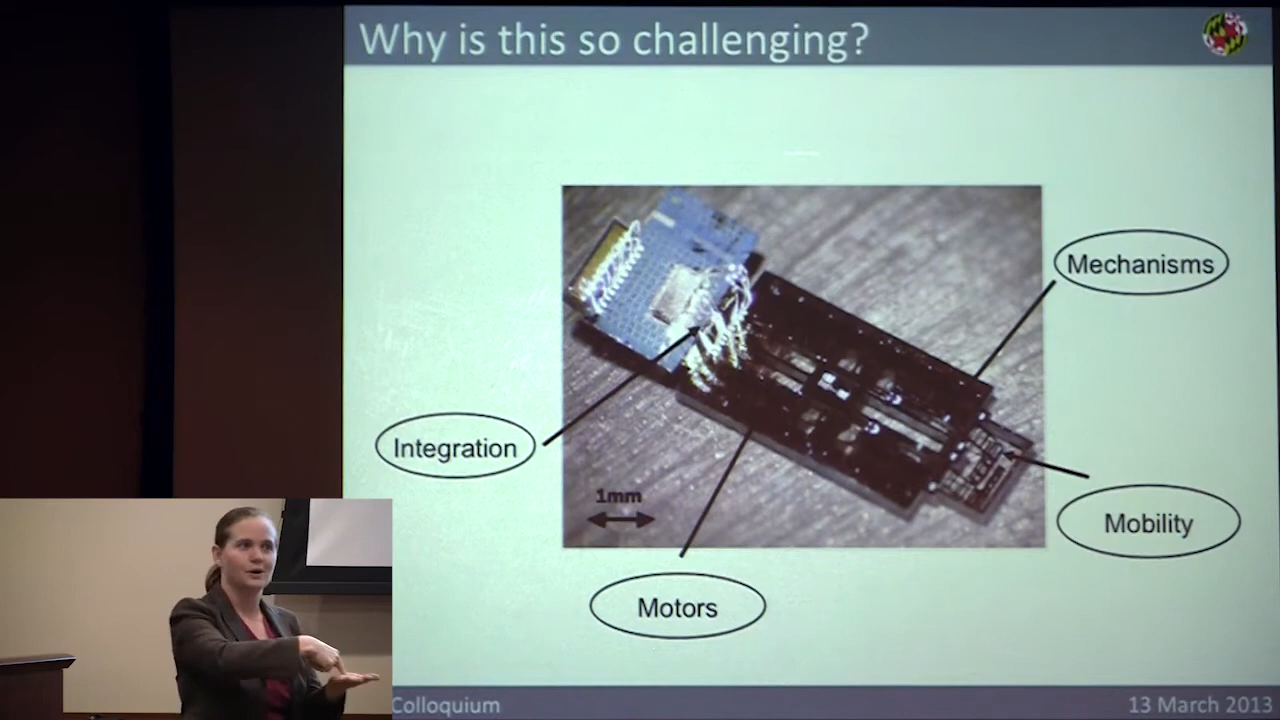 Why is this so challenging?
Mechanisms
Integration
1mm
Mobility
Motors
Colloquium
13 March 2013